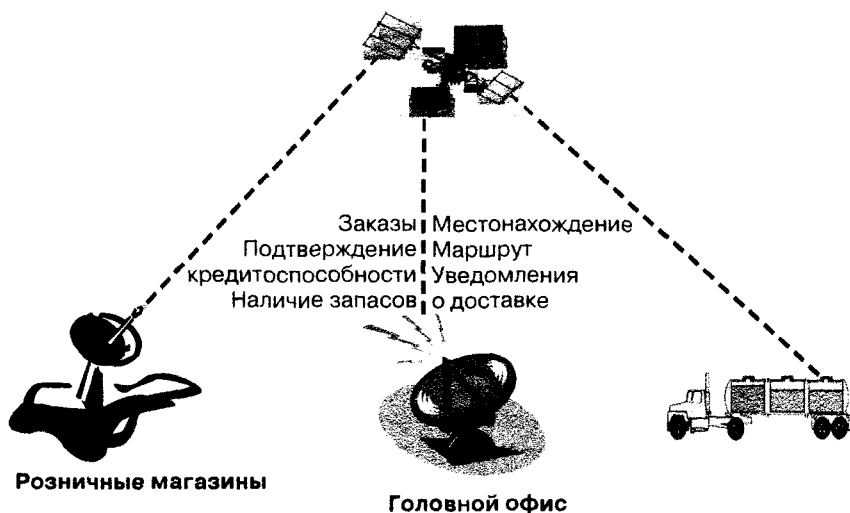 Заказы
Подтверждение
кредитоспособности
Наличие запасов
Местонахождение
Маршрут
Уведомления
о доставке
Розничные магазины
Головной офис